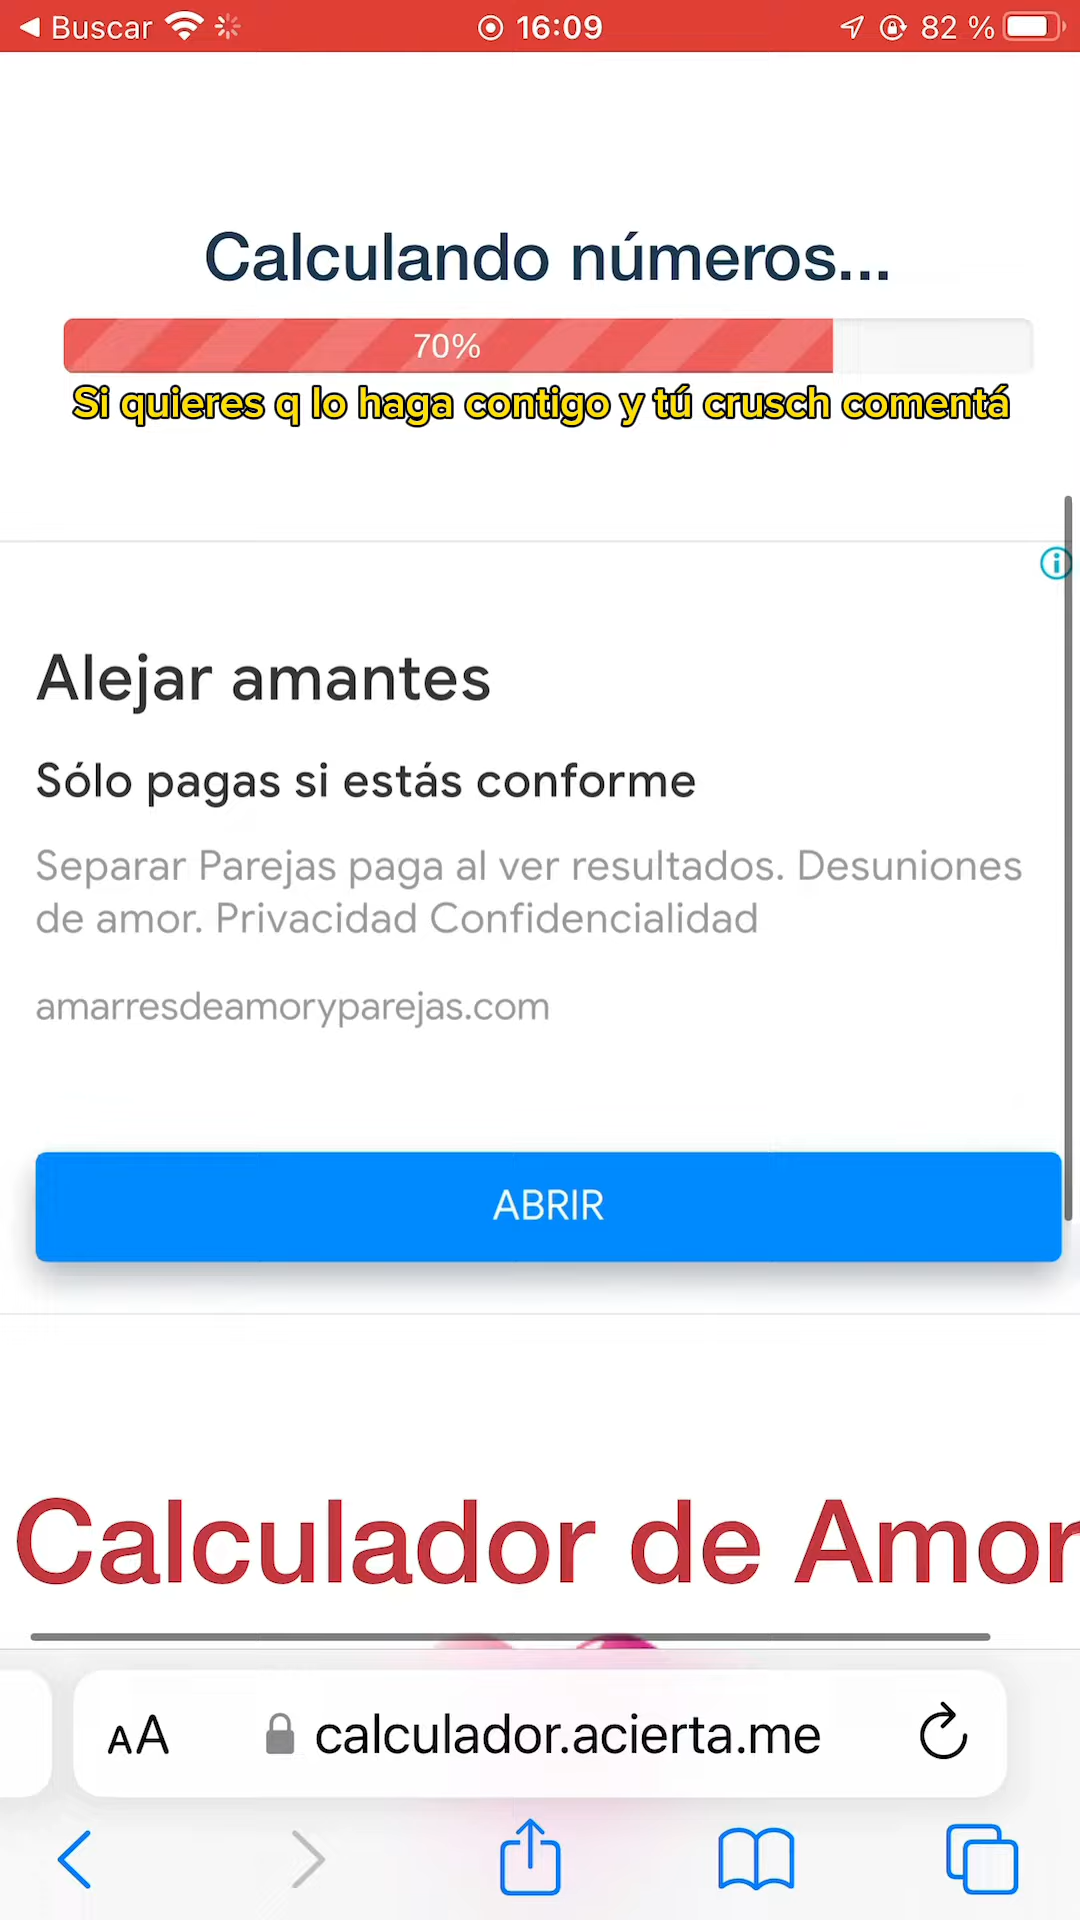 Buscar 16:09 82 %
Calculando números...
70%
Si quieres q lo haga contigo y tú crusch comentá
Alejar amantes
Sólo pagas si estás conforme
Separar Parejas paga al ver resultados. Desuniones
de amor. Privacidad Confidencialidad
amarresdeamoryparejas.com
ABRIR
Calculador de Amor
AA calculador.acierta.me